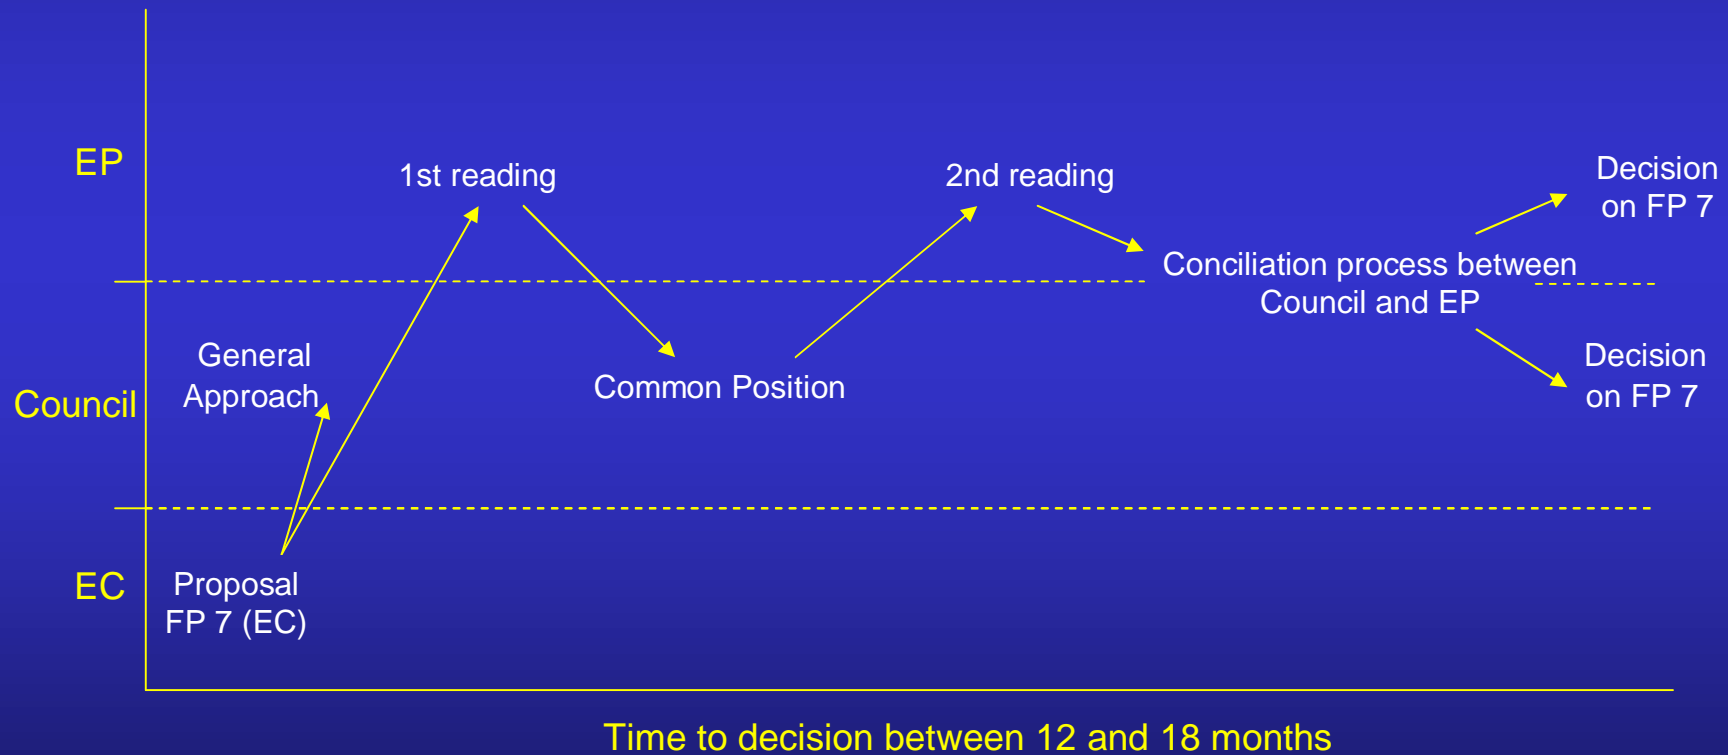 EP
1st reading
2nd reading
Decision
on FP 7
Conciliation process between
Council and EP
General
Approach
Council
Common Position
Decision
on FP 7
EC
Proposal
FP 7 (EC)
Time to decision between 12 and 18 months